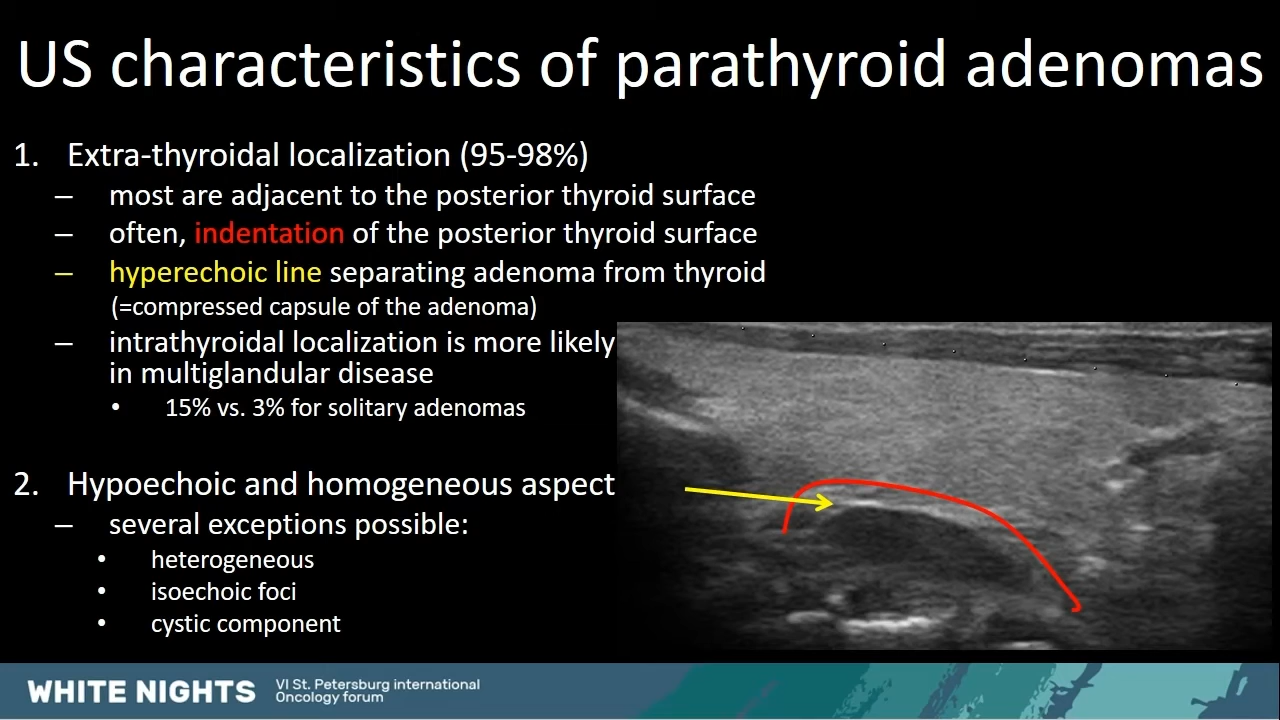 US characteristics of parathyroid adenomas
1. Extra-thyroidal localization (95-98%)
– most are adjacent to the posterior thyroid surface
– often, indentation of the posterior thyroid surface
– hyperechoic line separating adenoma from thyroid
(=compressed capsule of the adenoma)
– intrathyroidal localization is more likely
in multiglandular disease
• 15% vs. 3% for solitary adenomas
2. Hypoechoic and homogeneous aspect
– several exceptions possible:
• heterogeneous
• isoechoic foci
• cystic component
WHITE NIGHTS
VI St. Petersburg international
Oncology forum